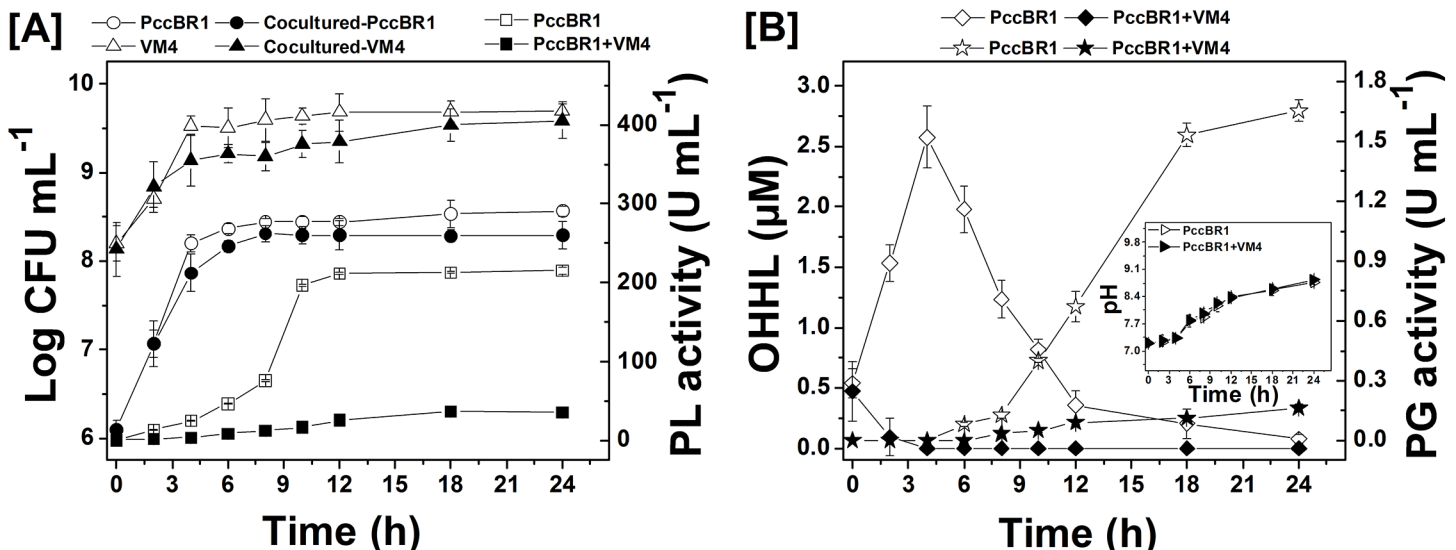 [A]
PccBR1 Cocultured-PccBR1 PccBR1
VM4 Cocultured-VM4 PccBR1+VM4
Log CFU mL⁻¹
10
9
8
7
6
PL activity (U mL⁻¹)
400
300
200
100
0
0 3 6 9 12 15 18 21 24
Time (h)
[B]
PccBR1 PccBR1+VM4
PccBR1 PccBR1+VM4
OHHL (µM)
3.0
2.5
2.0
1.5
1.0
0.5
0.0
PG activity (U mL⁻¹)
1.8
1.5
1.2
0.9
0.6
0.3
0.0
PccBR1
PccBR1+VM4
pH
9.8
9.1
8.4
7.7
7.0
0 3 6 9 12 15 18 21 24
Time (h)
0 3 6 9 12 15 18 21 24
Time (h)